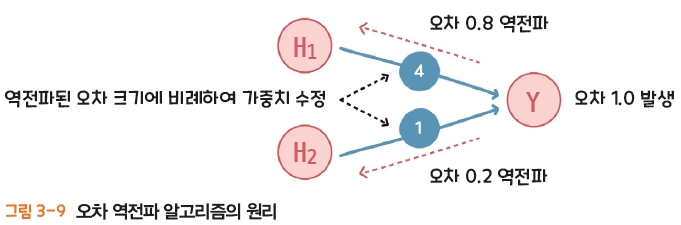 오차 0.8 역전파
H₁
4
역전파된 오차 크기에 비례하여 가중치 수정
Y
오차 1.0 발생
1
H₂
오차 0.2 역전파
그림 3-9 오차 역전파 알고리즘의 원리